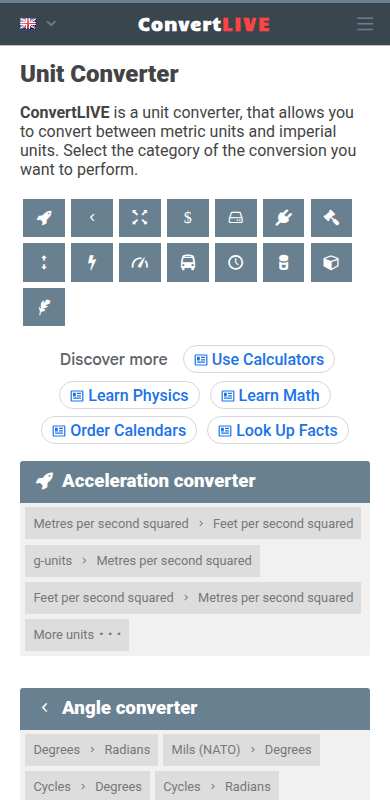 ConvertLIVE
Unit Converter
ConvertLIVE is a unit converter, that allows you
to convert between metric units and imperial
units. Select the category of the conversion you
want to perform.
$
Discover more
Use Calculators
Learn Physics
Learn Math
Order Calendars
Look Up Facts
Acceleration converter
Metres per second squared › Feet per second squared
g-units › Metres per second squared
Feet per second squared › Metres per second squared
More units • • •
Angle converter
Degrees › Radians
Mils (NATO) › Degrees
Cycles › Degrees
Cycles › Radians